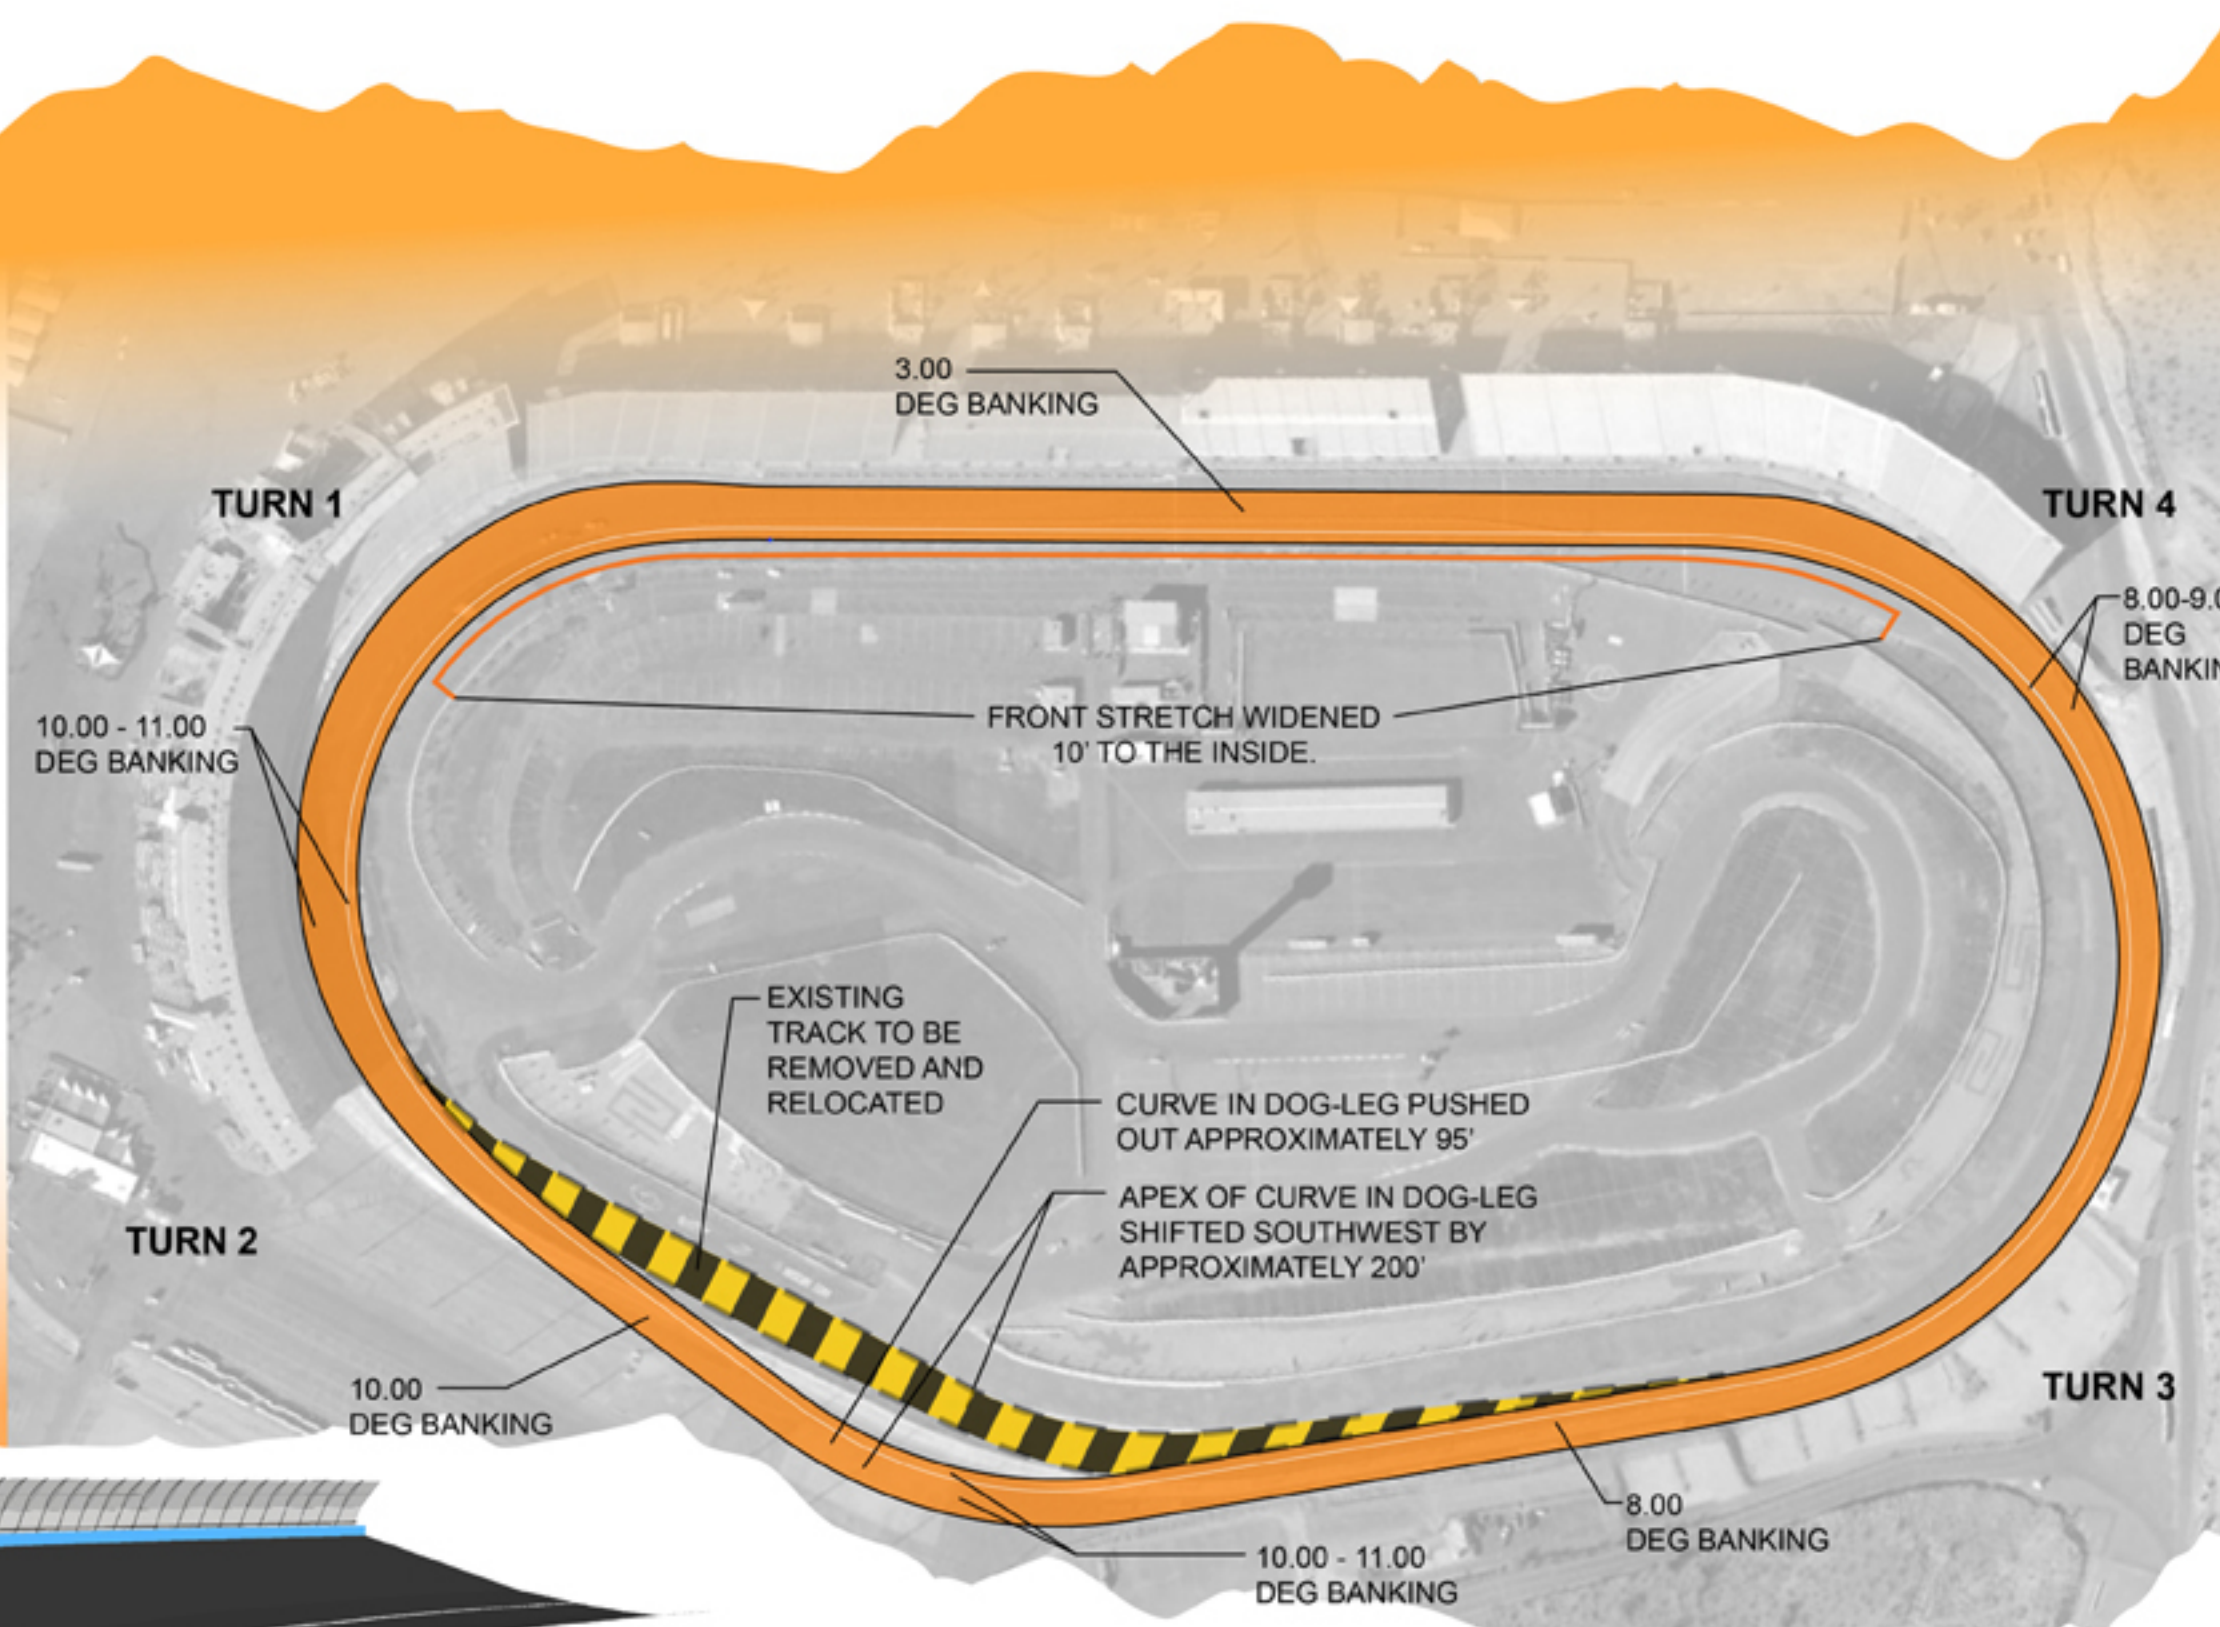 3.00
DEG BANKING
TURN 1
TURN 4
8.00-9.0
DEG
BANKIN
10.00 - 11.00
DEG BANKING
FRONT STRETCH WIDENED
10' TO THE INSIDE.
EXISTING
TRACK TO BE
REMOVED AND
RELOCATED
CURVE IN DOG-LEG PUSHED
OUT APPROXIMATELY 95'
APEX OF CURVE IN DOG-LEG
SHIFTED SOUTHWEST BY
APPROXIMATELY 200'
TURN 2
10.00
DEG BANKING
TURN 3
8.00
DEG BANKING
10.00 - 11.00
DEG BANKING